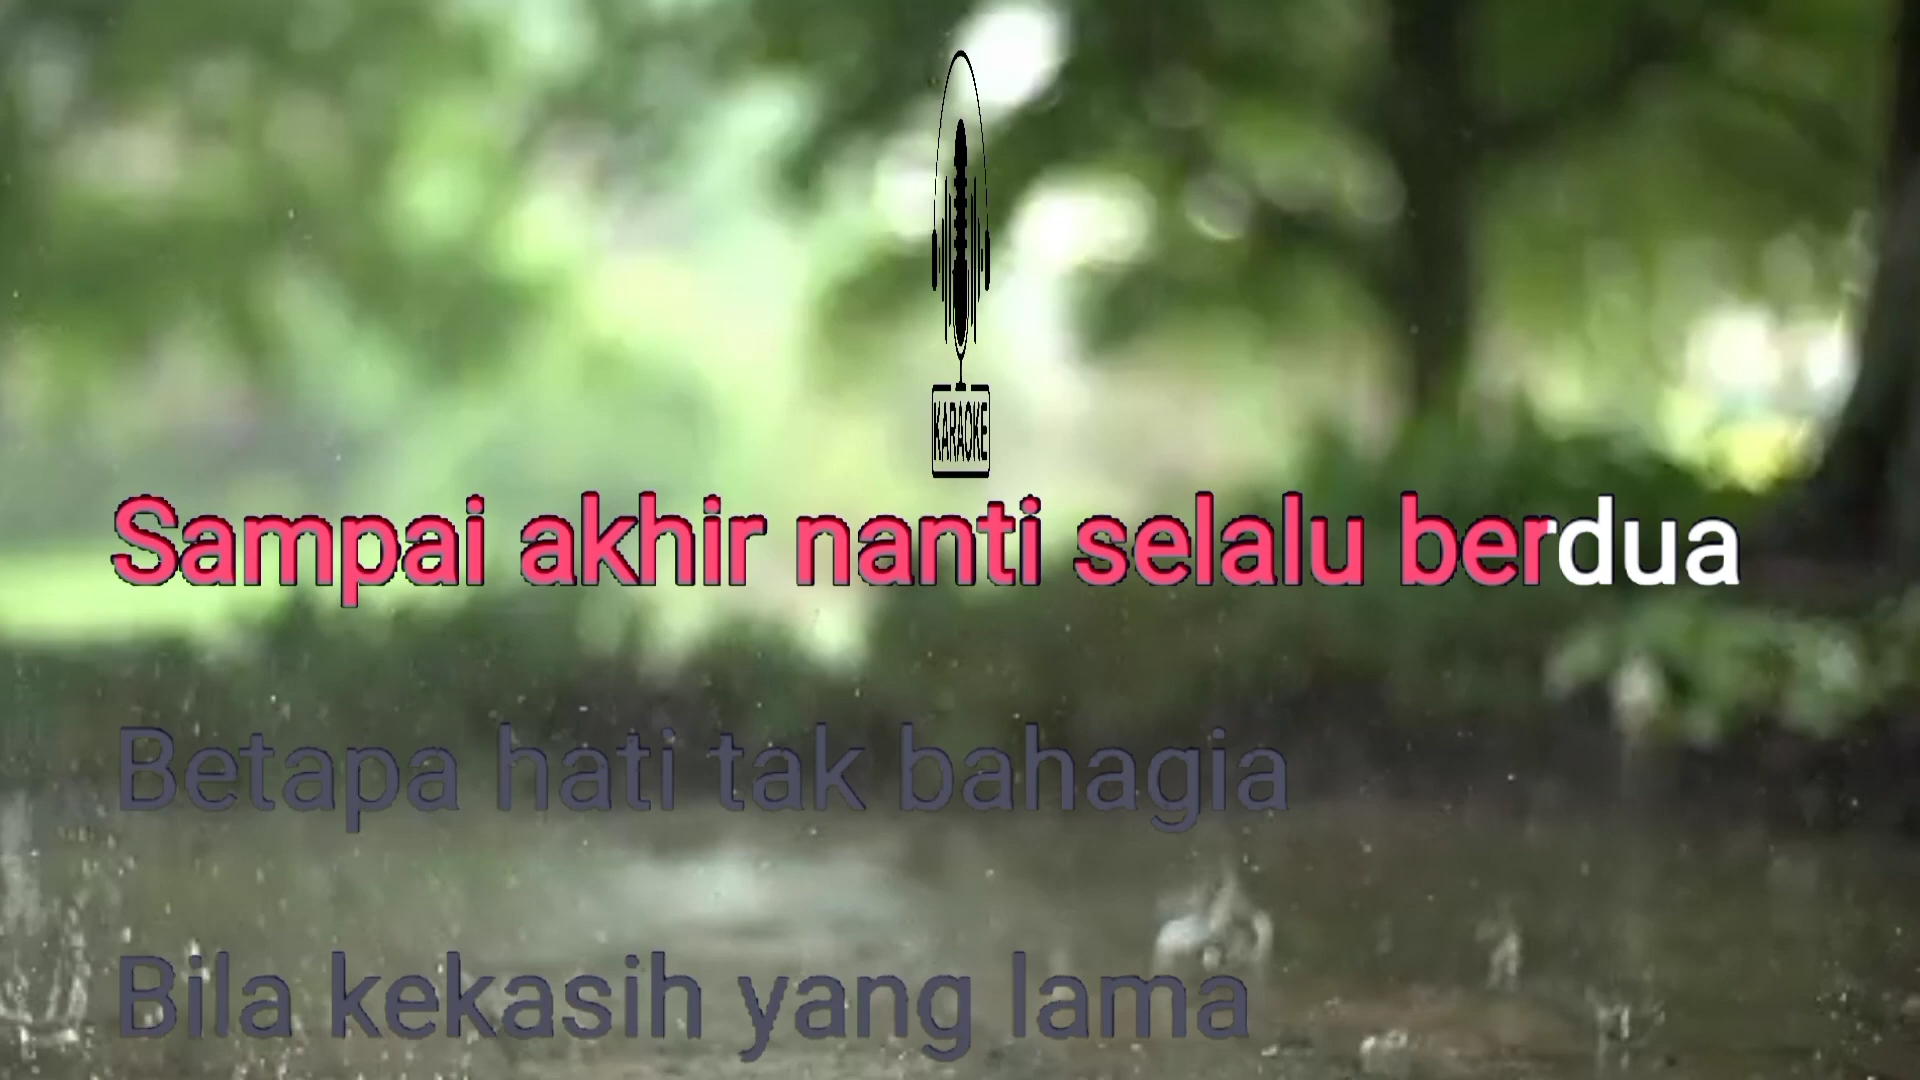 KARAOKE
Sampai akhir nanti selalu berdua
Betapa hati tak bahagia
Bila kekasih yang lama